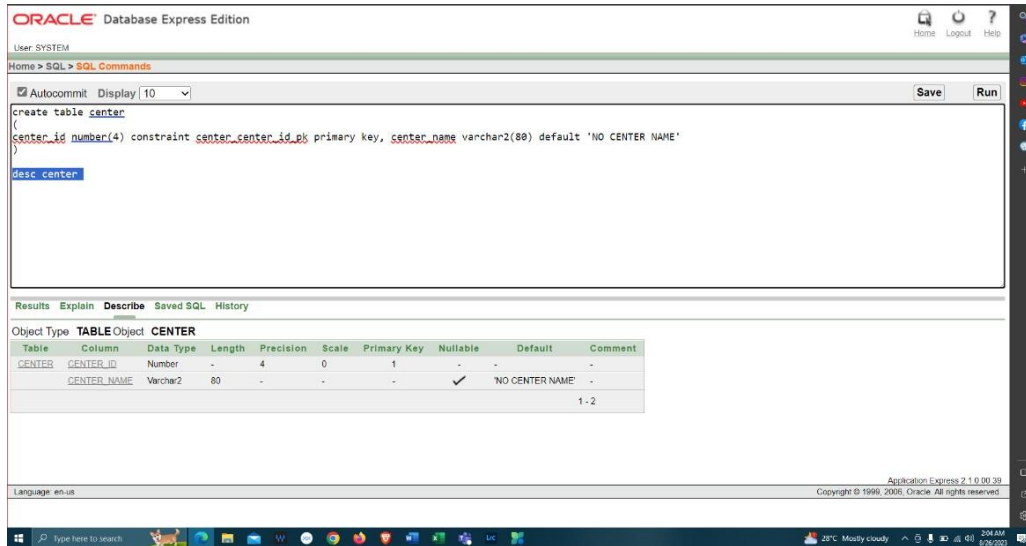 ORACLE Database Express Edition
Home Logout Help
User: SYSTEM
Home > SQL > SQL Commands
Autocommit Display 10 Save Run
create table center
(
center_id number(4) constraint center_center_id_pk primary key, center_name varchar2(80) default 'NO CENTER NAME'
)
desc center
Results Explain Describe Saved SQL History
Object Type TABLE Object CENTER
Table Column Data Type Length Precision Scale Primary Key Nullable Default Comment
CENTER CENTER_ID Number - 4 0 1 - - -
CENTER_NAME Varchar2 80 - - - 'NO CENTER NAME' -
1 - 2
Application Express 2.1.0.00.39
Language: en-us Copyright © 1999, 2006, Oracle. All rights reserved.
Type here to search 28°C Mostly cloudy 2:04 AM
8/26/2023